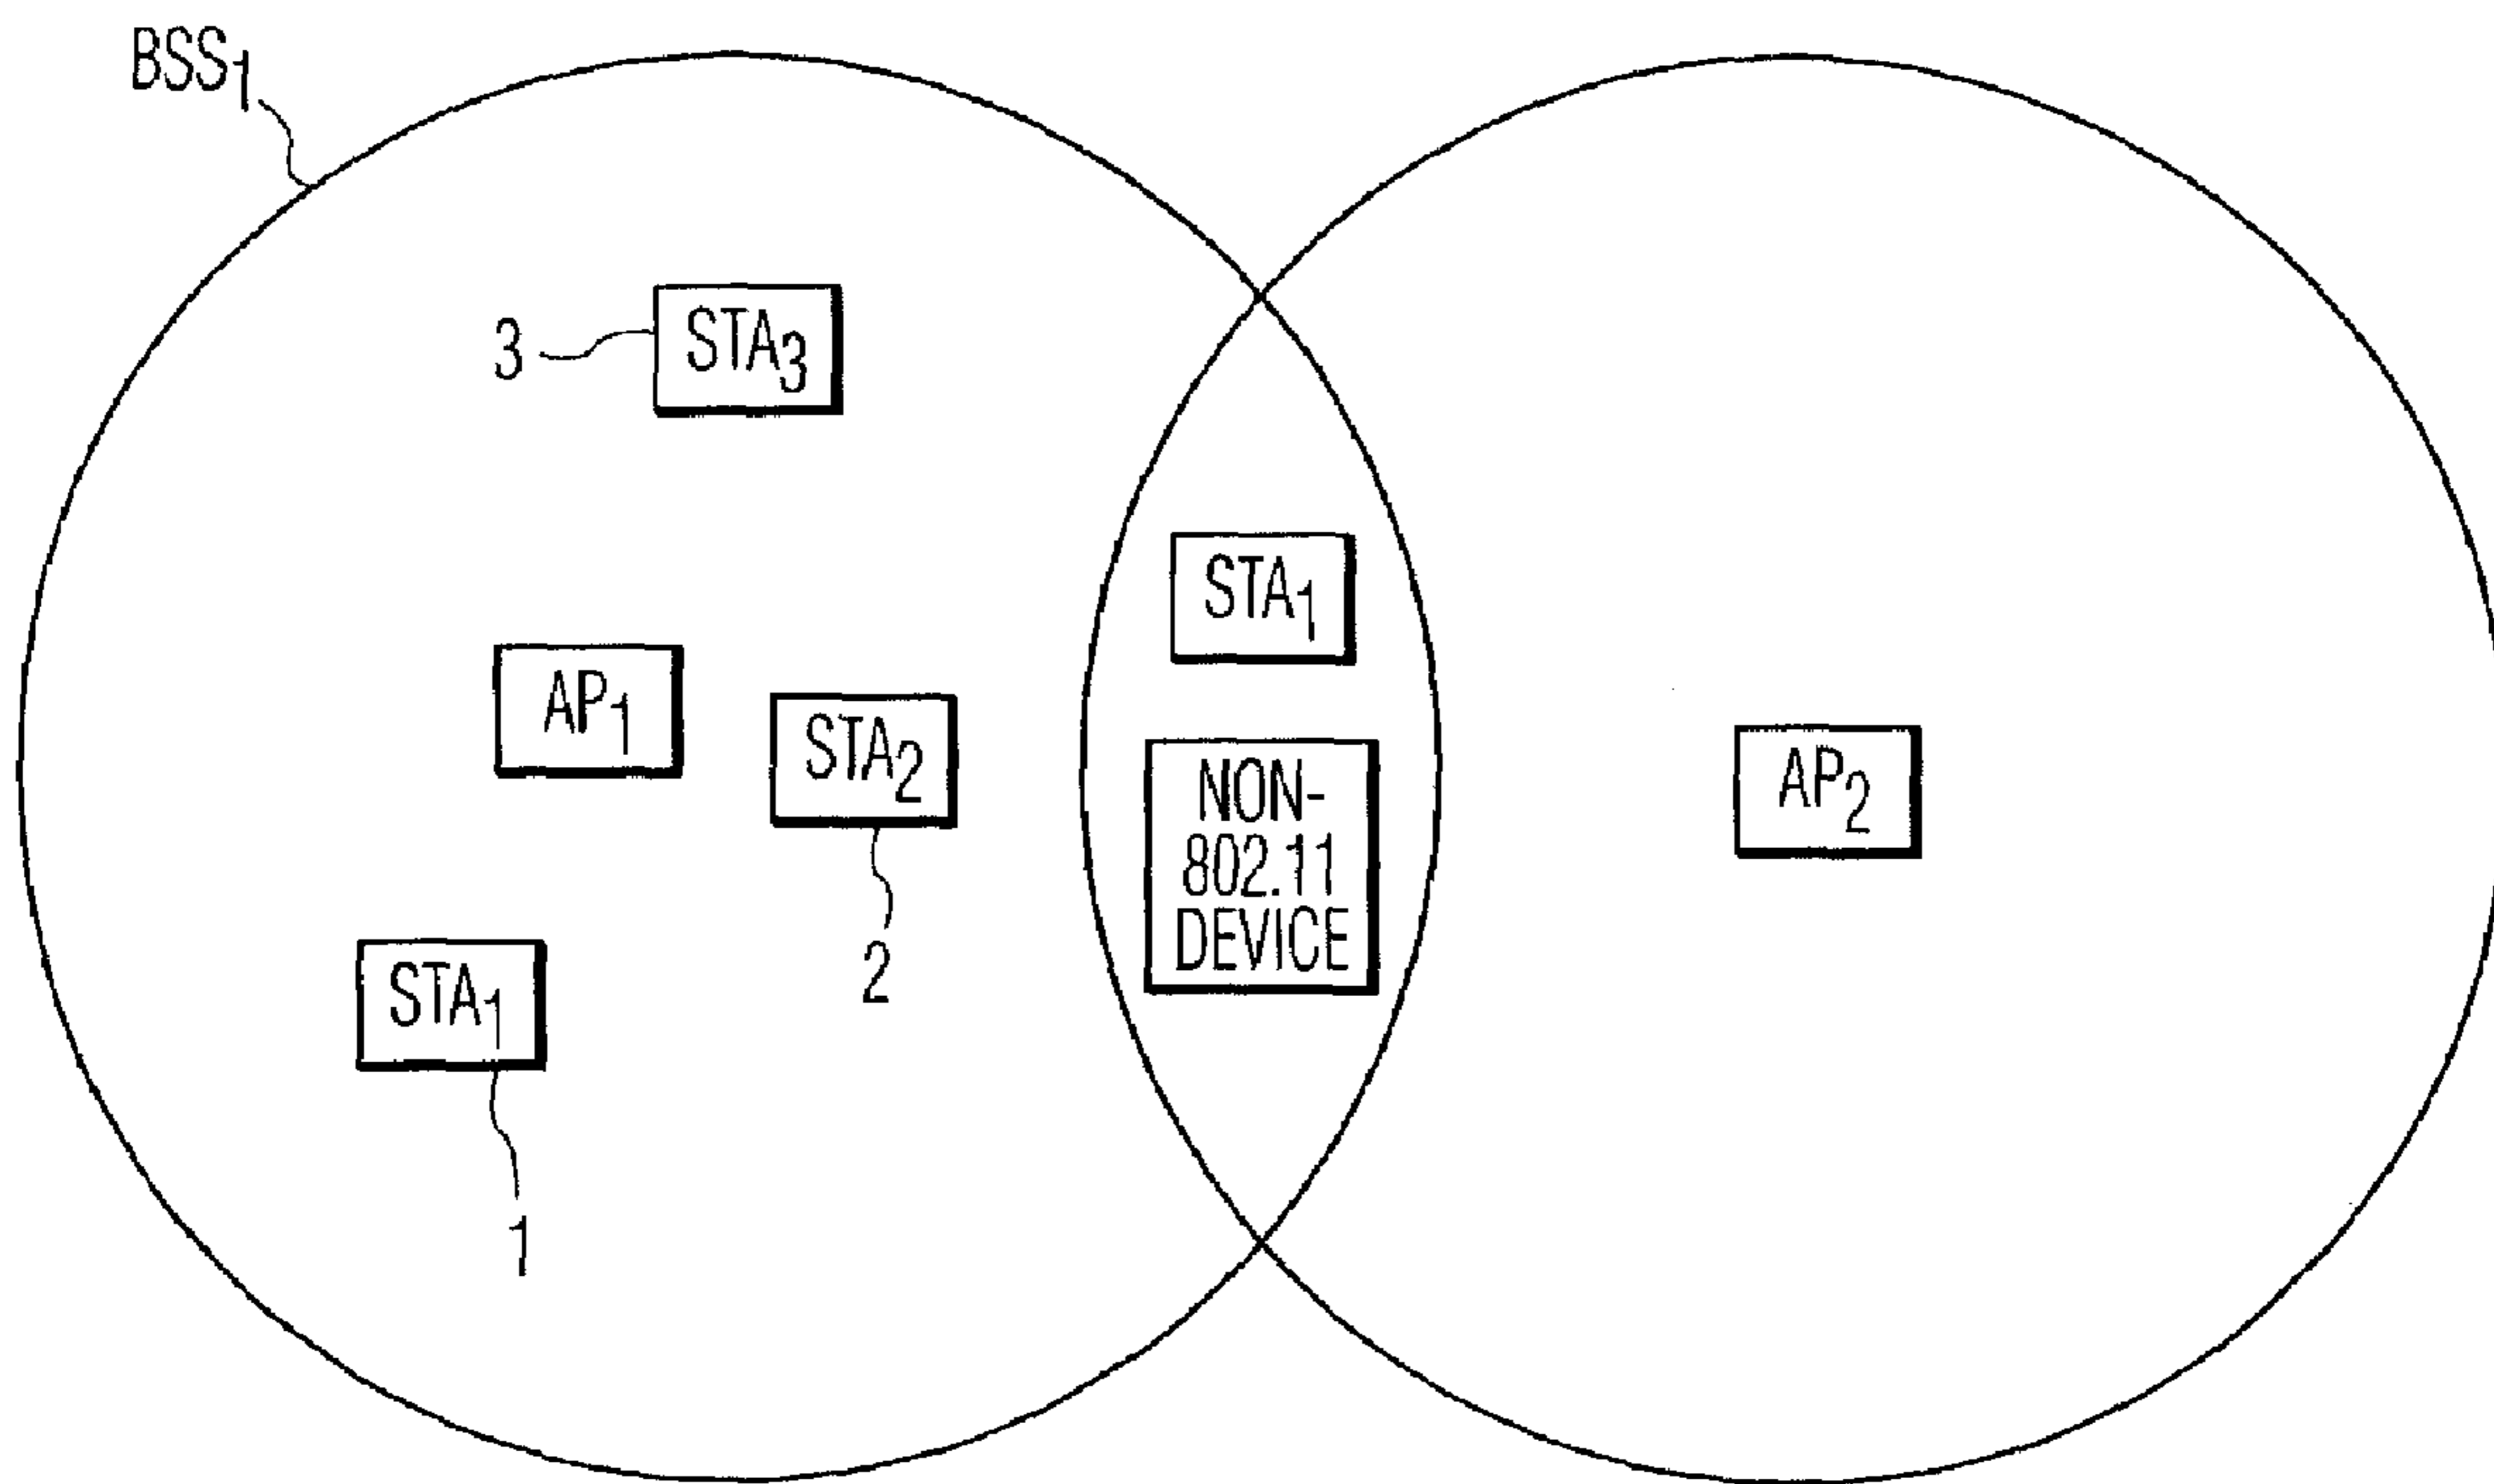 BSS1
3
STA3
STA1
AP1
STA2
NON-
802.11
DEVICE
AP2
2
STA1
1